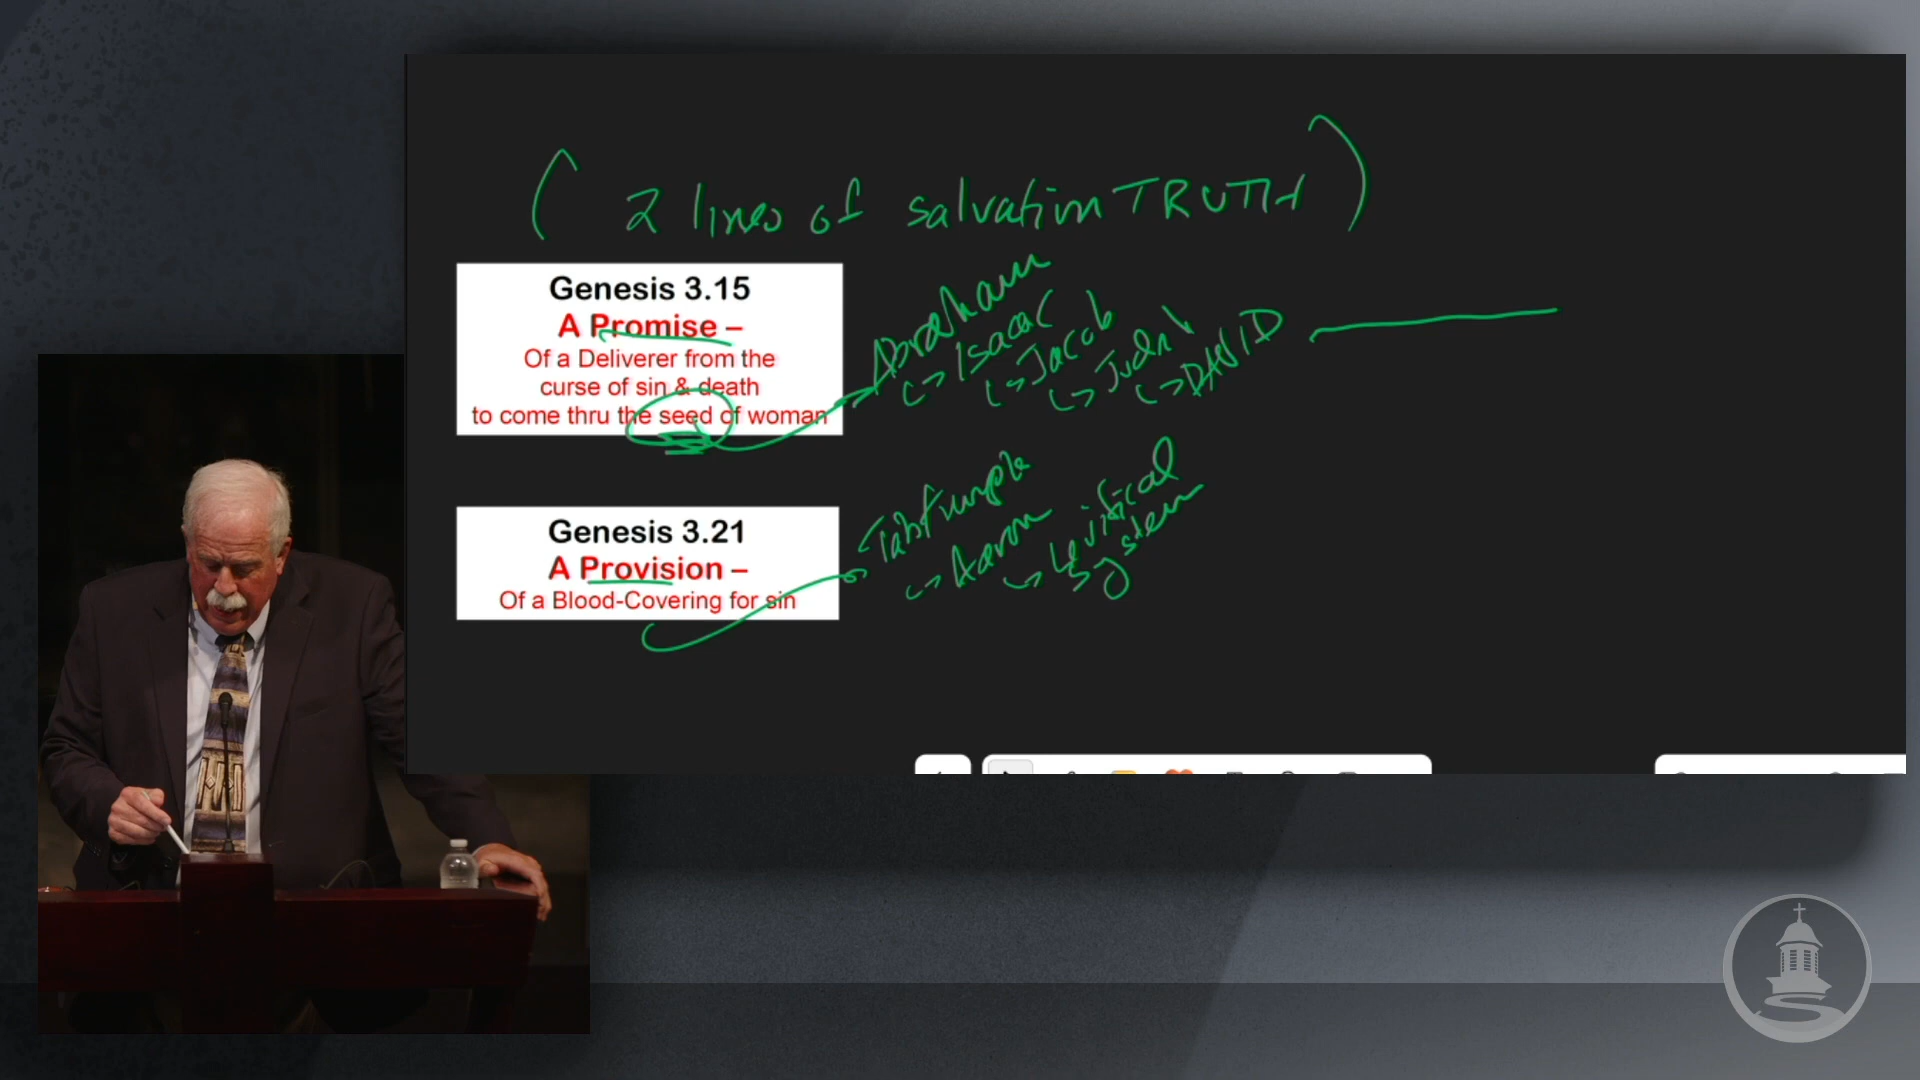 ( 2 lines of salvation TRUTH )
Genesis 3.15
A Promise –
Of a Deliverer from the
curse of sin & death
to come thru the seed of woman
Abraham
Isaac
Jacob
Judah
DAVID
Genesis 3.21
A Provision –
Of a Blood-Covering for sin
Aaron
Levitical
system